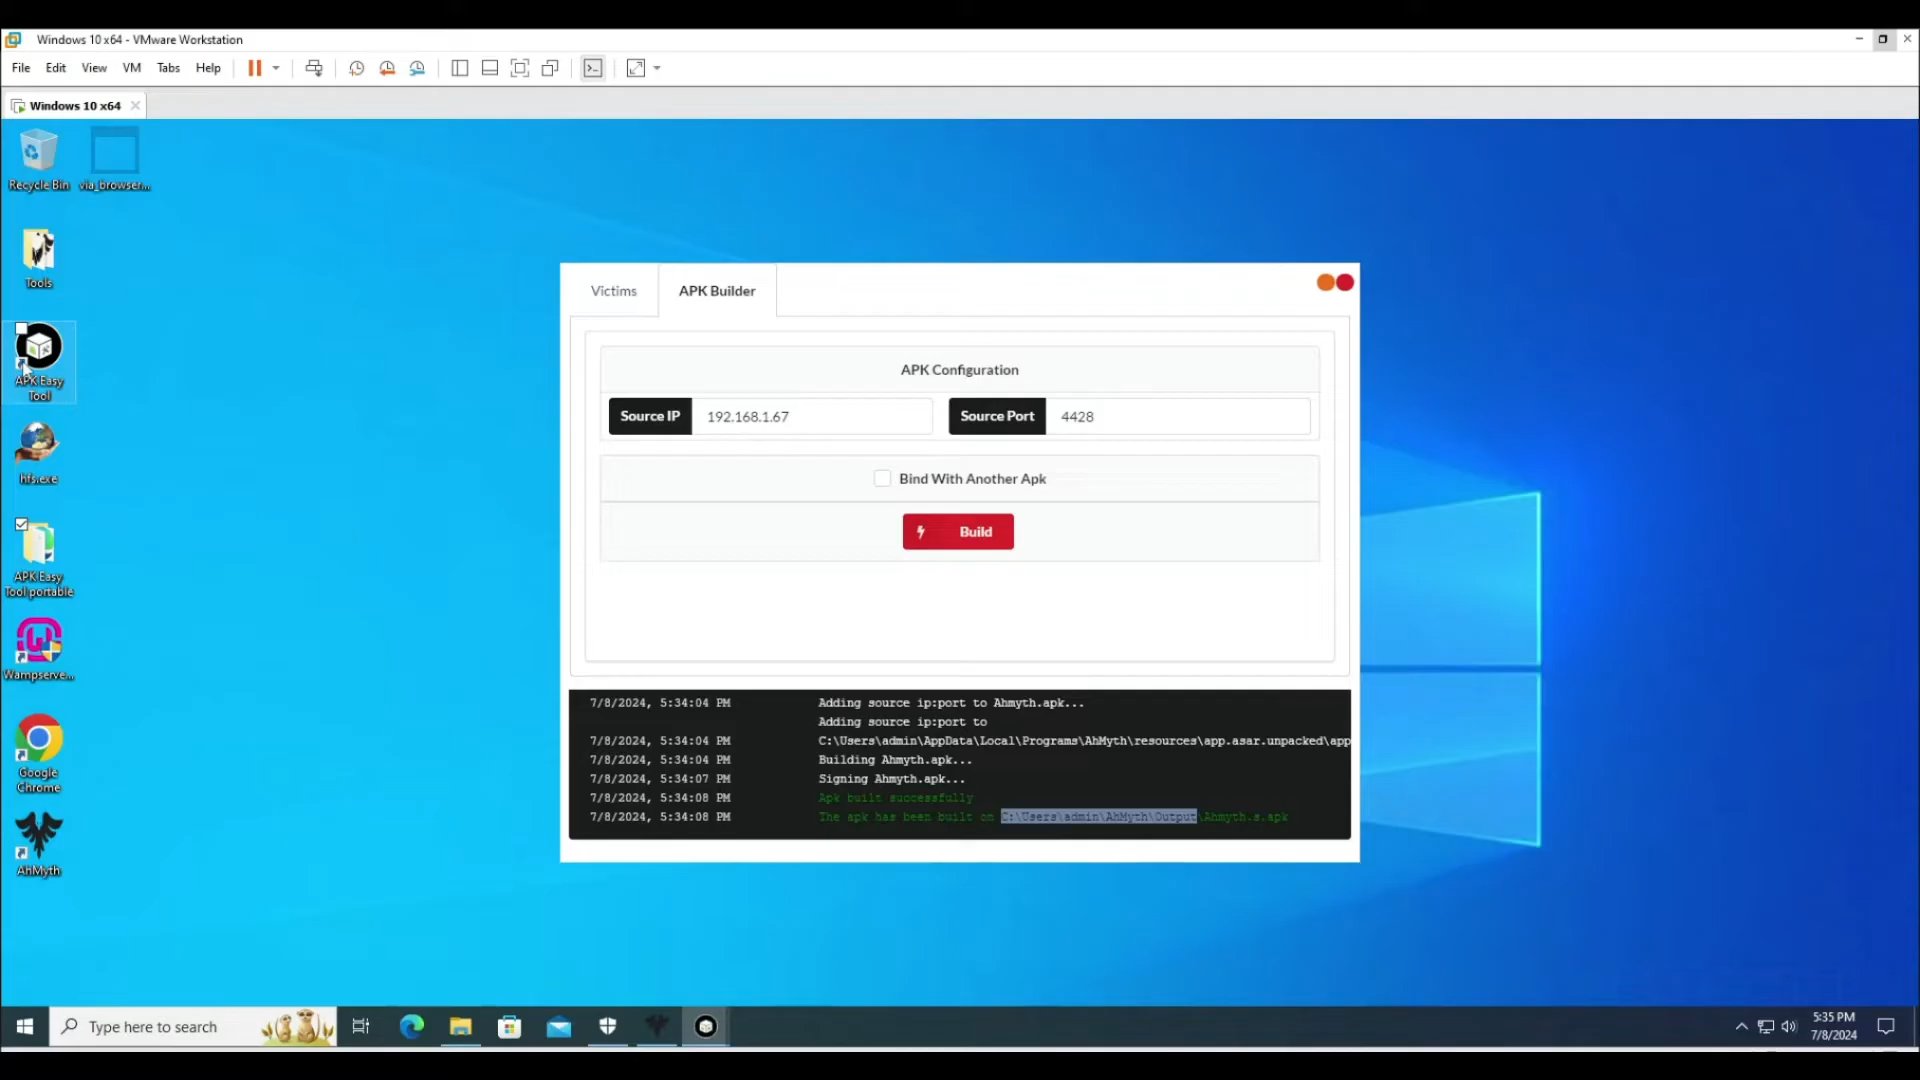 Windows 10 x64 - VMware Workstation
File Edit View VM Tabs Help
Windows 10 x64
Recycle Bin
via_browser...
Tools
APK Easy
Tool
hfs.exe
APK Easy
Tool portable
Wampserve...
Google
Chrome
AhMyth
Victims
APK Builder
APK Configuration
Source IP 192.168.1.67
Source Port 4428
Bind With Another Apk
Build
7/8/2024, 5:34:04 PM Adding source ip:port to Ahmyth.apk...
Adding source ip:port to
7/8/2024, 5:34:04 PM C:\Users\admin\AppData\Local\Programs\AhMyth\resources\app.asar.unpacked\app
7/8/2024, 5:34:04 PM Building Ahmyth.apk...
7/8/2024, 5:34:07 PM Signing Ahmyth.apk...
7/8/2024, 5:34:08 PM Apk built successfully
7/8/2024, 5:34:08 PM The apk has been built on C:\Users\admin\AhMyth\Output\Ahmyth.s.apk
Type here to search
5:35 PM
7/8/2024